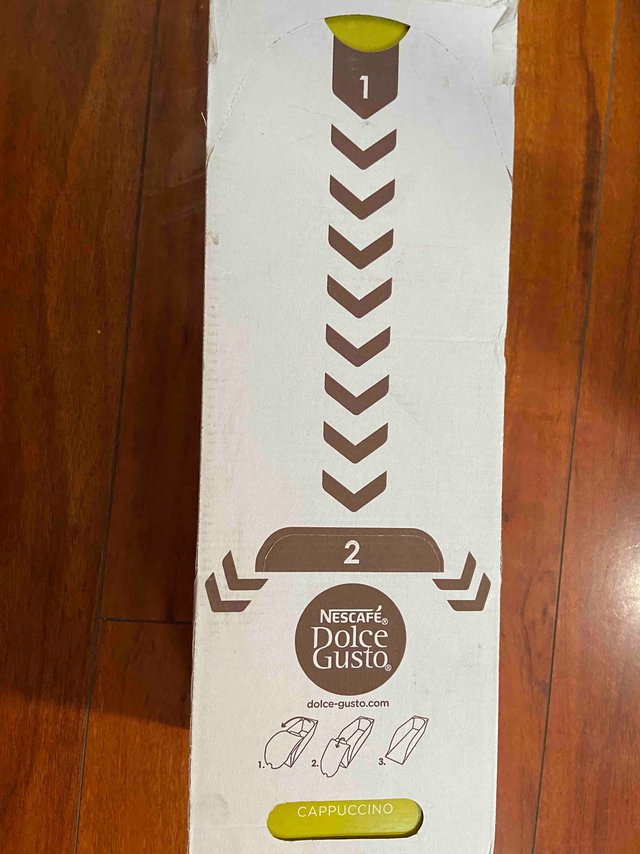 1
2
NESCAFÉ®
Dolce
Gusto®
dolce-gusto.com
1. 2. 3.
CAPPUCCINO